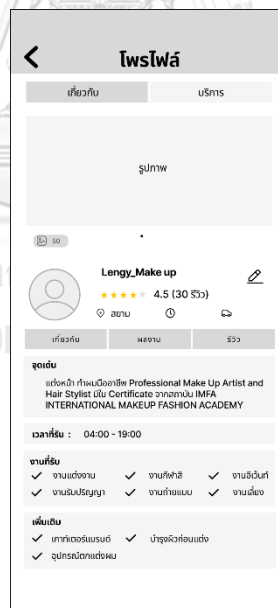 โพรไฟล์
เกี่ยวกับ บริการ
รูปภาพ
50
Lengy_Make up
4.5 (30 รีวิว)
สยาม
เกี่ยวกับ ผลงาน รีวิว
จุดเด่น
แต่งหน้า ทำผมมืออาชีพ Professional Make Up Artist and
Hair Stylist มีใบ Certificate จากสถาบัน IMFA
INTERNATIONAL MAKEUP FASHION ACADEMY
เวลาที่รับ : 04:00 - 19:00
งานที่รับ
งานแต่งงาน งานกีฬาสี งานอีเว้นท์
งานรับปริญญา งานถ่ายแบบ งานเลี้ยง
เพิ่มเติม
เคาท์เตอร์แบรนด์ บำรุงผิวก่อนแต่ง
อุปกรณ์ตกแต่งผม